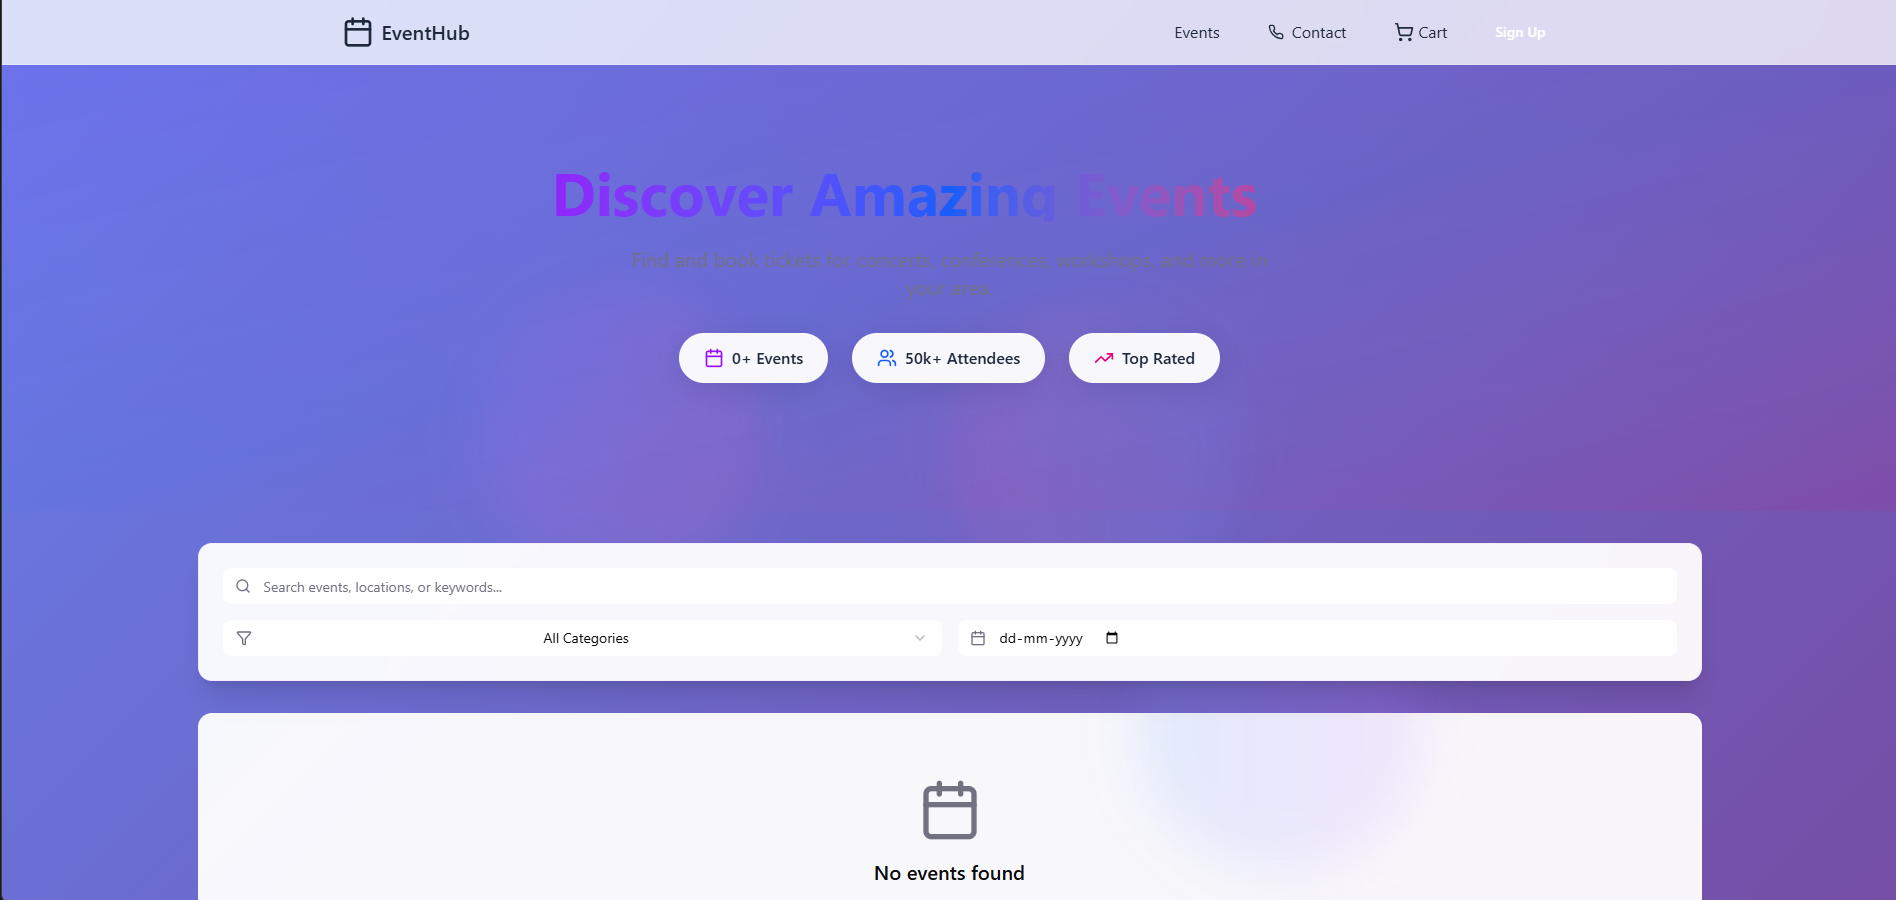 EventHub
Events
Contact
Cart
Sign Up
Discover Amazing Events
Find and book tickets for concerts, conferences, workshops, and more in
your area.
0+ Events
50k+ Attendees
Top Rated
Search events, locations, or keywords...
All Categories
dd-mm-yyyy
No events found